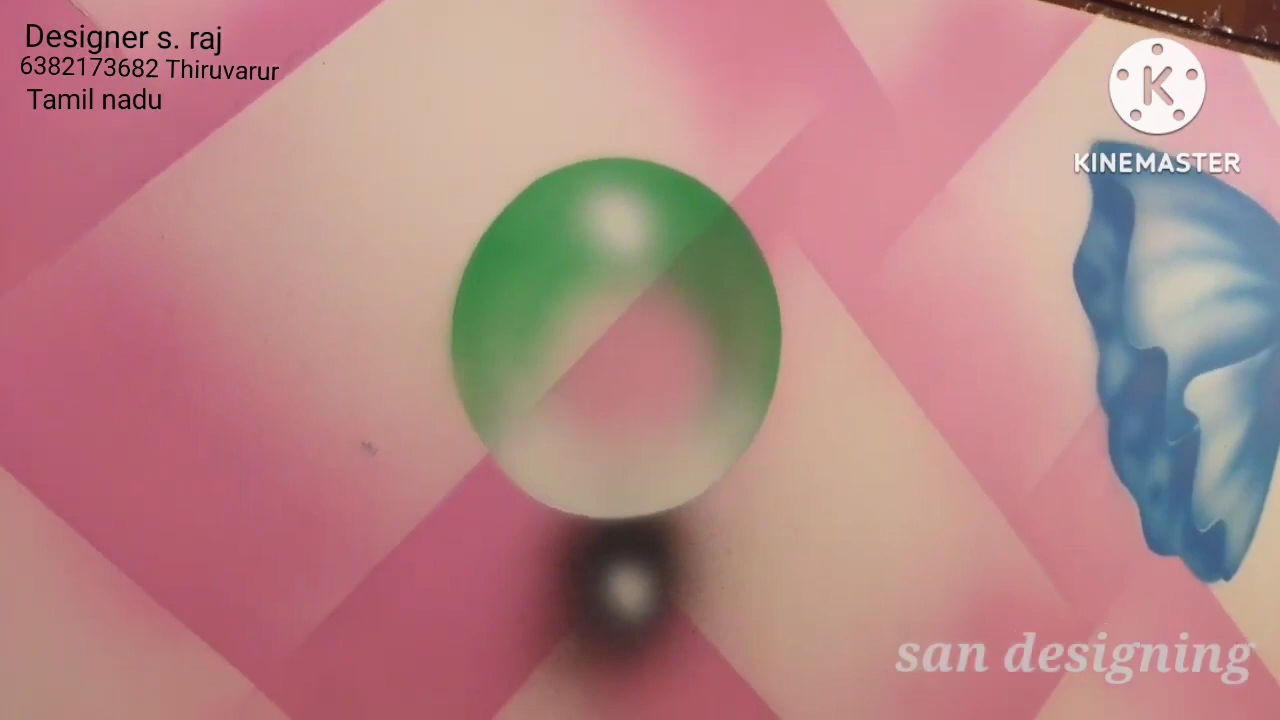 Designer s. raj
6382173682 Thiruvarur
Tamil nadu
K
KINEMASTER
san designing